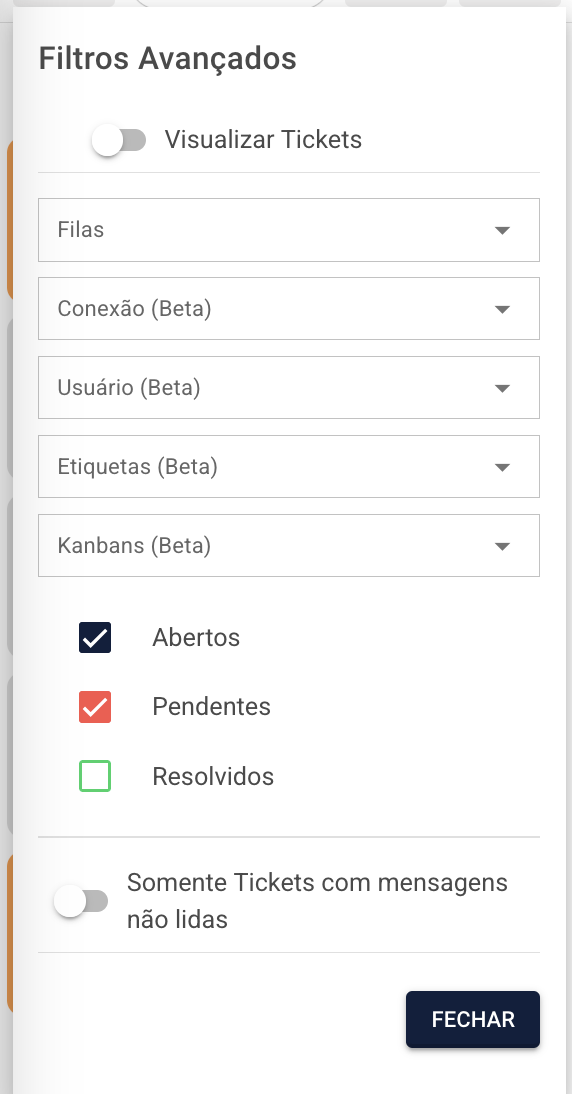 Filtros Avançados
Visualizar Tickets
Filas
Conexão (Beta)
Usuário (Beta)
Etiquetas (Beta)
Kanbans (Beta)
Abertos
Pendentes
Resolvidos
Somente Tickets com mensagens
não lidas
FECHAR